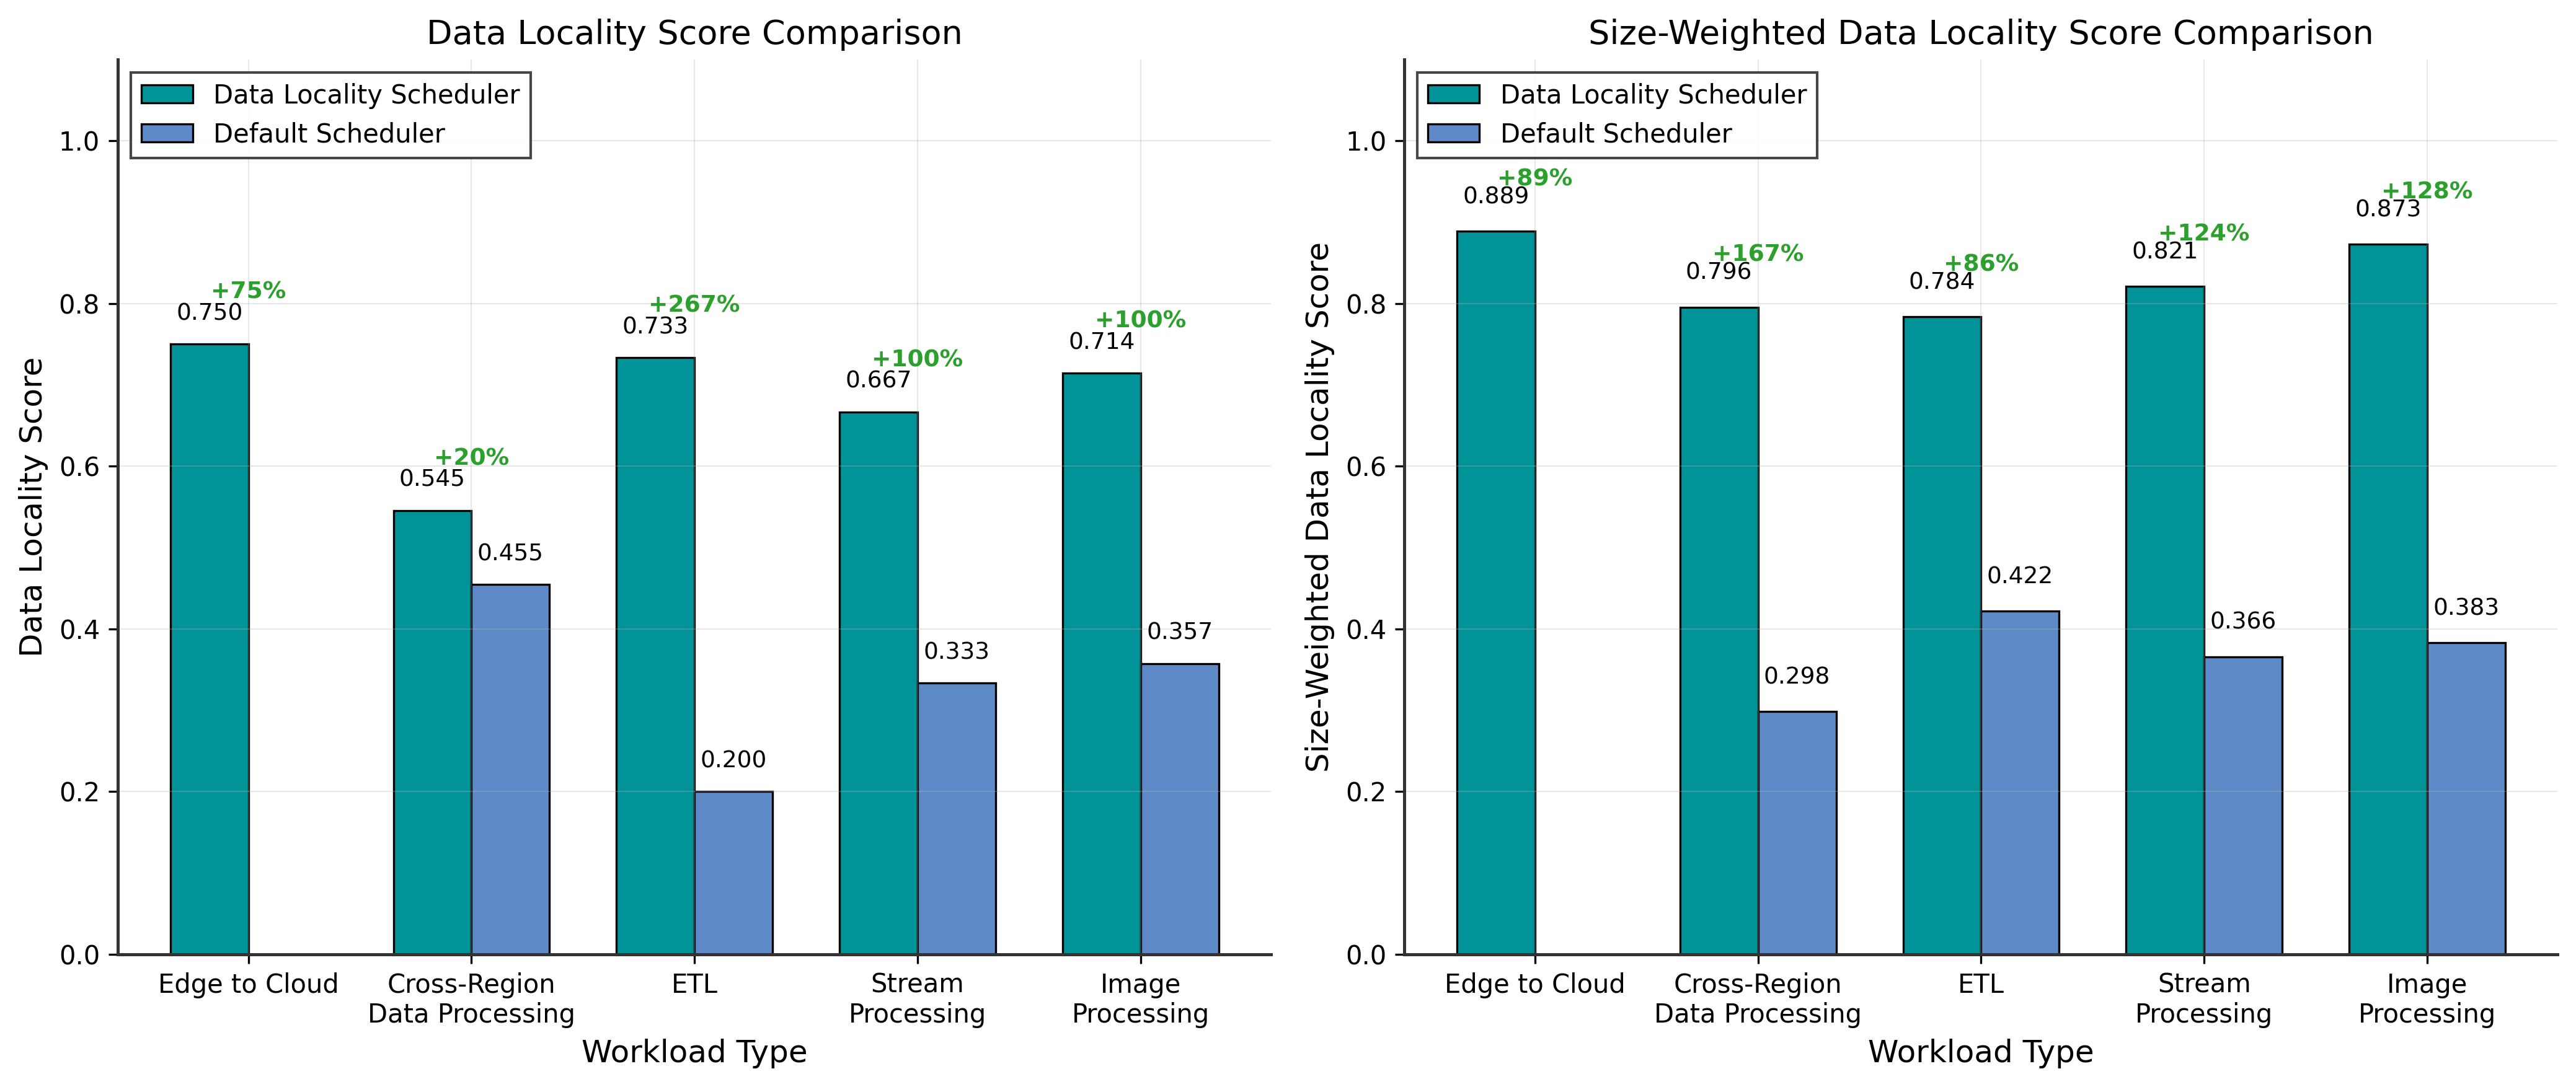 Data Locality Score Comparison
Data Locality Scheduler
Default Scheduler
Data Locality Score
1.0
0.8
0.6
0.4
0.2
0.0
+75%
0.750
+20%
0.545
0.455
+267%
0.733
0.200
+100%
0.667
0.333
+100%
0.714
0.357
Edge to Cloud
Cross-Region
Data Processing
ETL
Stream
Processing
Image
Processing
Workload Type
Size-Weighted Data Locality Score Comparison
Data Locality Scheduler
Default Scheduler
Size-Weighted Data Locality Score
1.0
0.8
0.6
0.4
0.2
0.0
+89%
0.889
+167%
0.796
0.298
+86%
0.784
0.422
+124%
0.821
0.366
+128%
0.873
0.383
Edge to Cloud
Cross-Region
Data Processing
ETL
Stream
Processing
Image
Processing
Workload Type